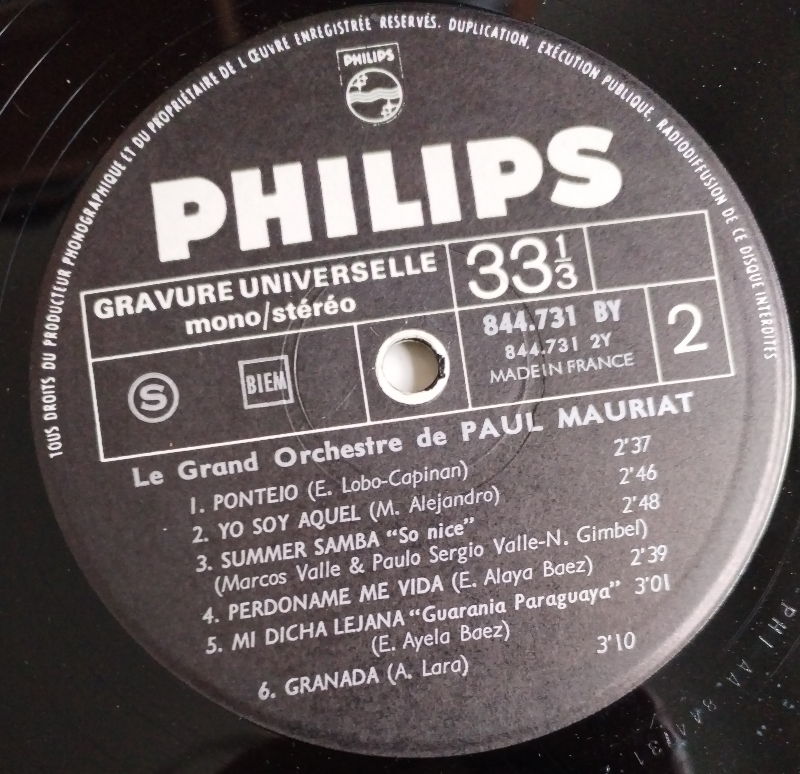 TOUS DROITS DU PRODUCTEUR PHONOGRAPHIQUE ET DU PROPRIÉTAIRE DE L'ŒUVRE ENREGISTRÉE RÉSERVÉS. DUPLICATION, EXÉCUTION PUBLIQUE, RADIODIFFUSION DE CE DISQUE INTERDITES
PHILIPS
PHILIPS
GRAVURE UNIVERSELLE
mono/stéréo
33 1/3
S
BIEM
844.731 BY
844.731 2Y
MADE IN FRANCE
2
Le Grand Orchestre de PAUL MAURIAT
1. PONTEIO (E. Lobo-Capinan) 2'37
2. YO SOY AQUEL (M. Alejandro) 2'46
3. SUMMER SAMBA "So nice" 2'48
(Marcos Valle & Paulo Sergio Valle-N. Gimbel)
4. PERDONAME MI VIDA (E. Alaya Baez) 2'39
5. MI DICHA LEJANA "Guarania Paraguaya" 3'01
(E. Ayela Baez)
6. GRANADA (A. Lara) 3'10